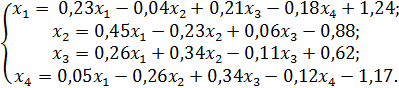 x₁ = 0,23x₁ − 0,04x₂ + 0,21x₃ − 0,18x₄ + 1,24;
x₂ = 0,45x₁ − 0,23x₂ + 0,06x₃ − 0,88;
x₃ = 0,26x₁ + 0,34x₂ − 0,11x₃ + 0,62;
x₄ = 0,05x₁ − 0,26x₂ + 0,34x₃ − 0,12x₄ − 1,17.